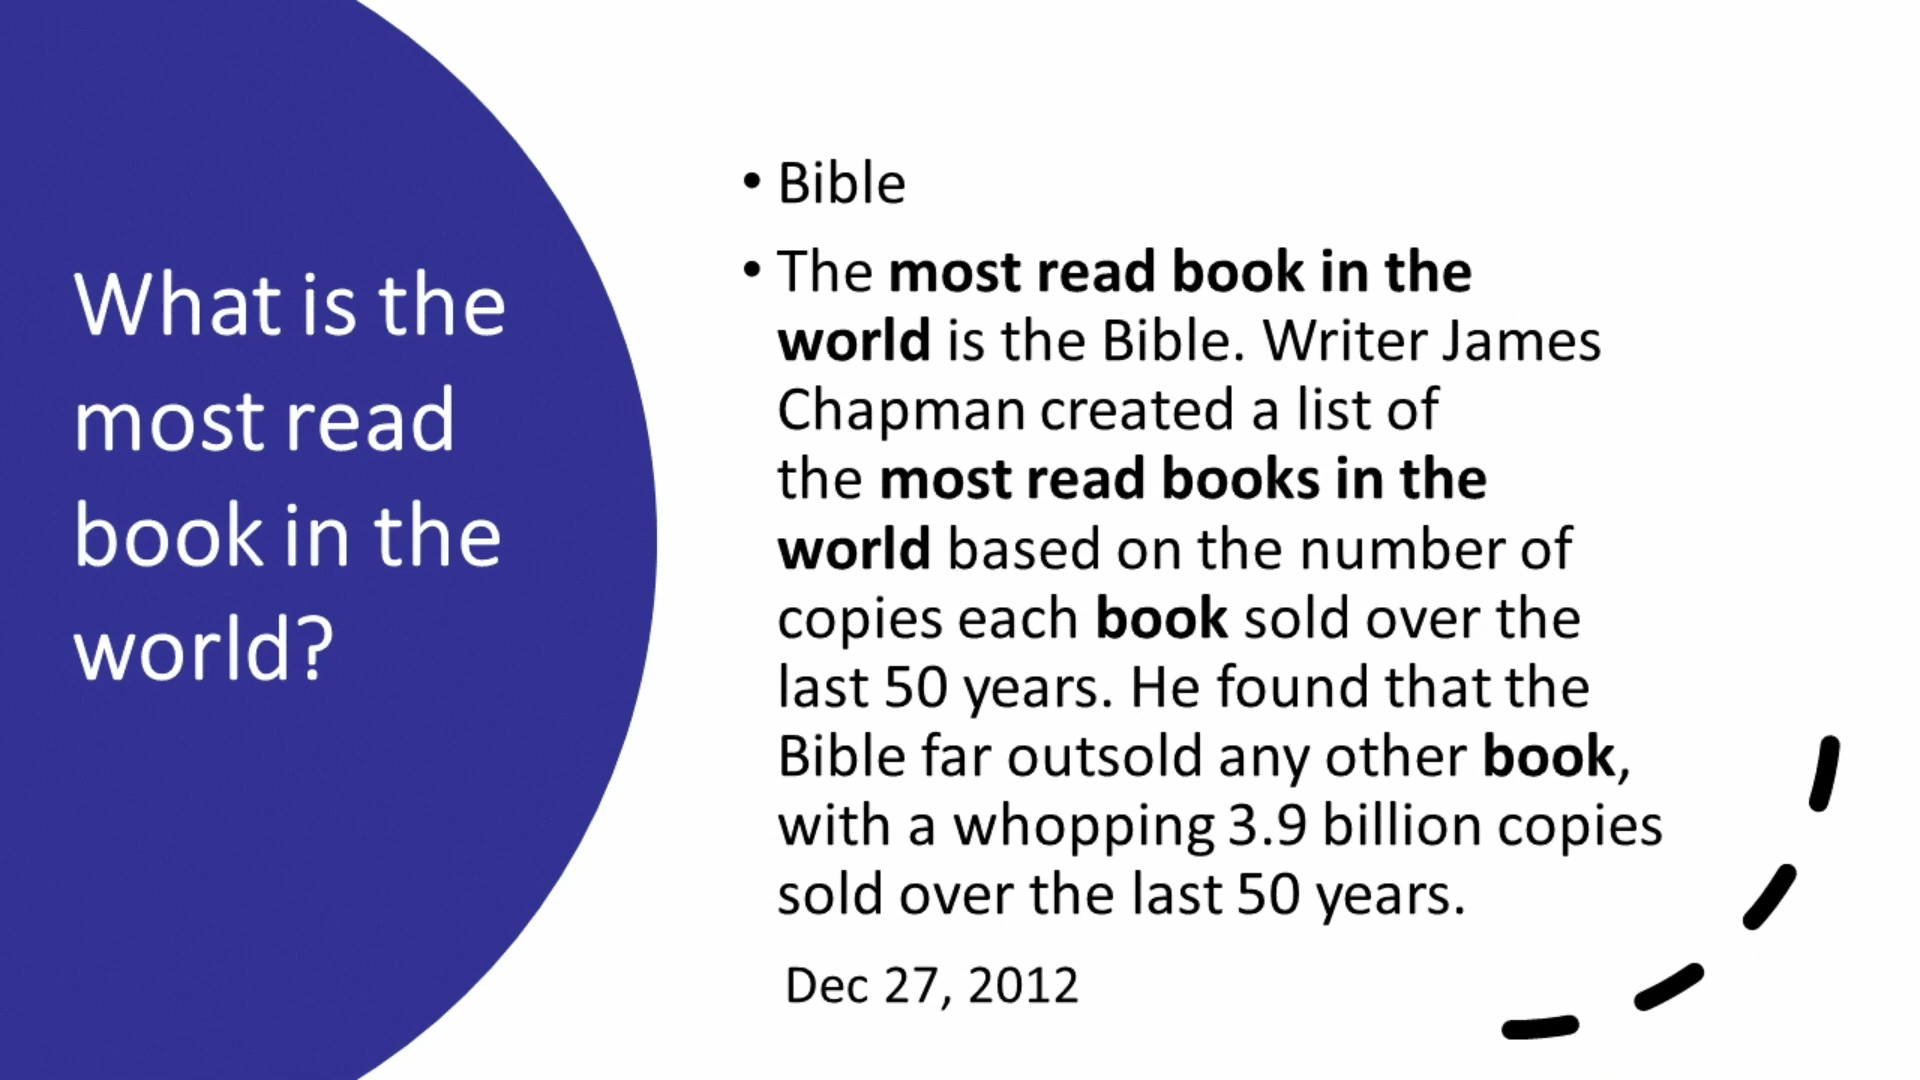 What is the
most read
book in the
world?
• Bible
• The most read book in the
world is the Bible. Writer James
Chapman created a list of
the most read books in the
world based on the number of
copies each book sold over the
last 50 years. He found that the
Bible far outsold any other book,
with a whopping 3.9 billion copies
sold over the last 50 years.
Dec 27, 2012